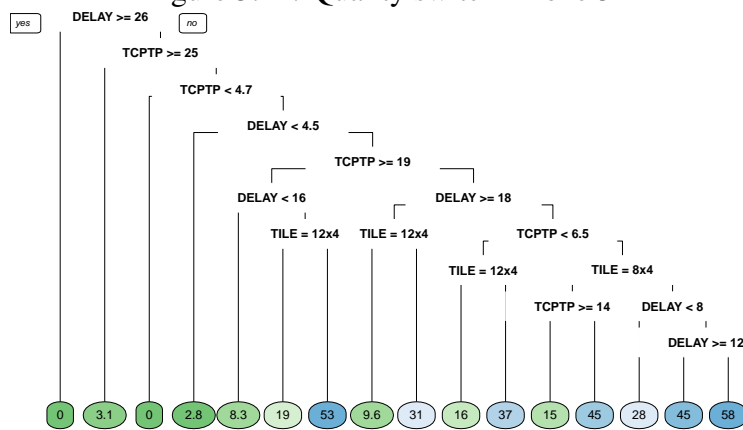 yes
DELAY >= 26
no
TCPTP >= 25
TCPTP < 4.7
DELAY < 4.5
TCPTP >= 19
DELAY < 16
DELAY >= 18
TILE = 12x4
TILE = 12x4
TCPTP < 6.5
TILE = 12x4
TILE = 8x4
TCPTP >= 14
DELAY < 8
DELAY >= 12
0 3.1 0 2.8 8.3 19 53 9.6 31 16 37 15 45 28 45 58